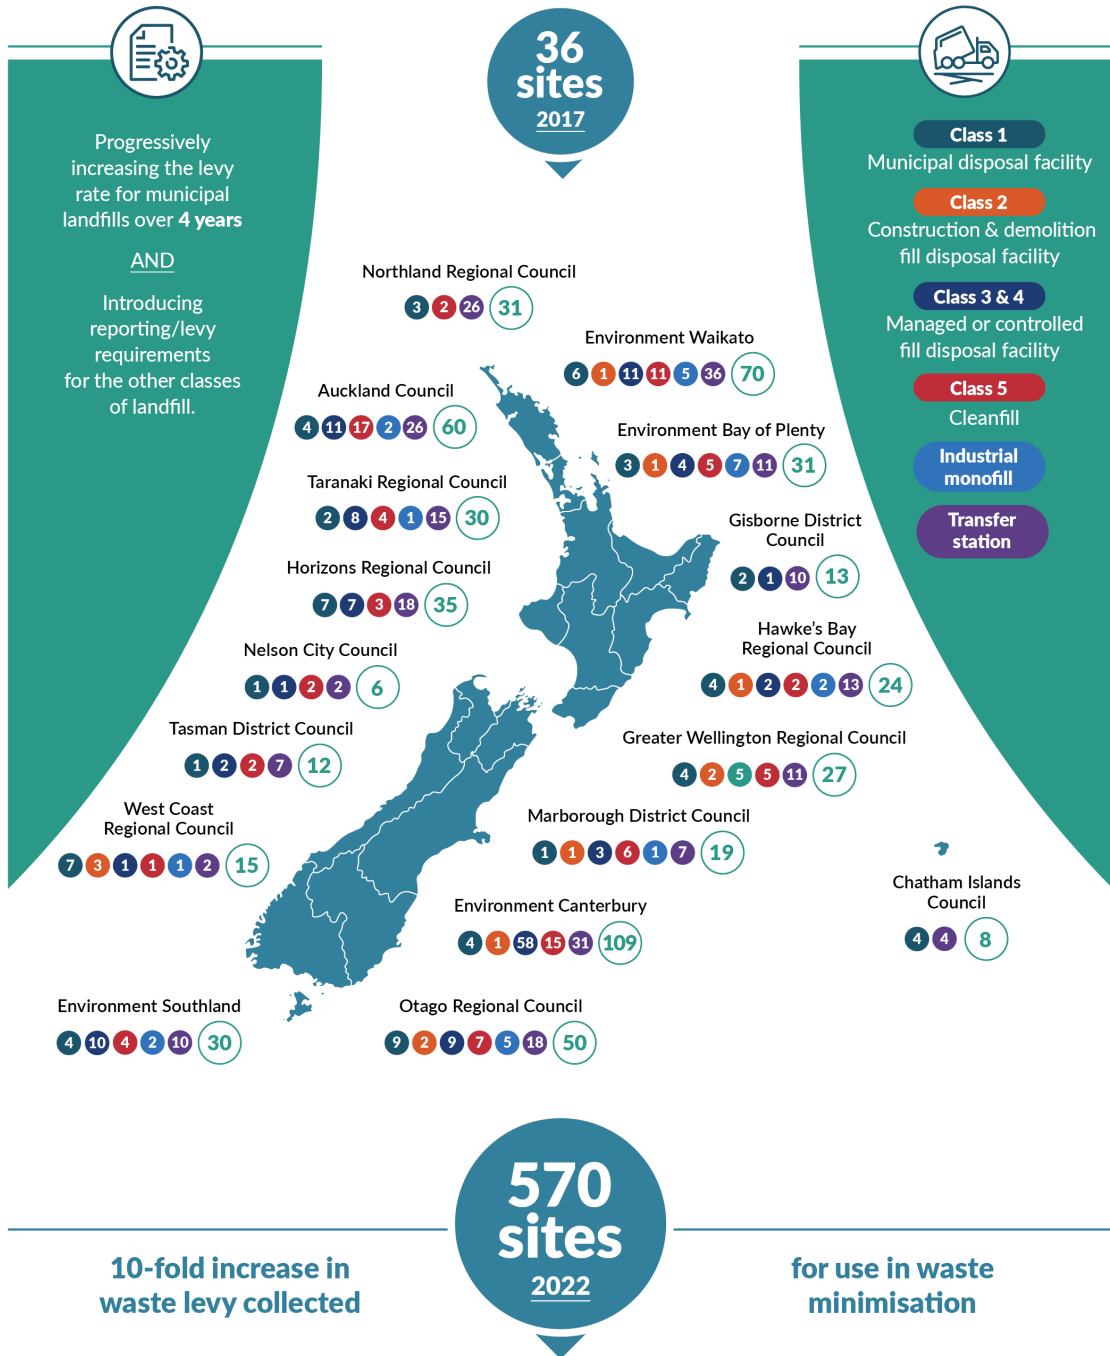 36
sites
2017
Progressively
increasing the levy
rate for municipal
landfills over 4 years
AND
Introducing
reporting/levy
requirements
for the other classes
of landfill.
Class 1
Municipal disposal facility
Class 2
Construction & demolition
fill disposal facility
Class 3 & 4
Managed or controlled
fill disposal facility
Class 5
Cleanfill
Industrial
monofill
Transfer
station
Northland Regional Council
3 2 26 31
Environment Waikato
6 1 11 11 5 36 70
Auckland Council
4 11 17 2 26 60
Environment Bay of Plenty
3 1 4 5 7 11 31
Taranaki Regional Council
2 8 4 1 15 30
Gisborne District
Council
2 1 10 13
Horizons Regional Council
7 7 3 18 35
Hawke's Bay
Regional Council
4 1 2 2 2 13 24
Nelson City Council
1 1 2 2 6
Tasman District Council
1 2 2 7 12
Greater Wellington Regional Council
4 2 5 5 11 27
West Coast
Regional Council
7 3 1 1 1 2 15
Marborough District Council
1 1 3 6 1 7 19
Chatham Islands
Council
4 4 8
Environment Canterbury
4 1 58 15 31 109
Environment Southland
4 10 4 2 10 30
Otago Regional Council
9 2 9 7 5 18 50
570
sites
2022
10-fold increase in
waste levy collected
for use in waste
minimisation